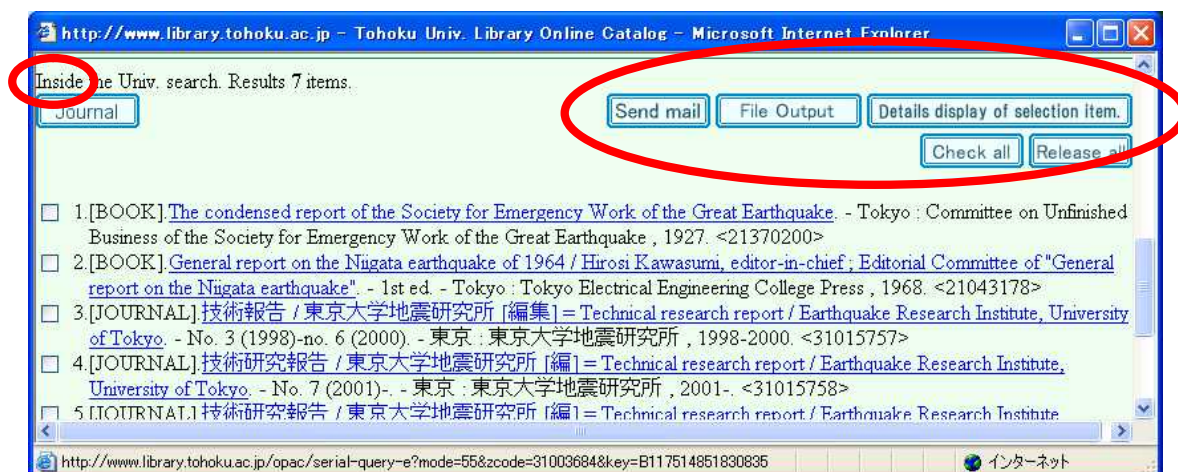 http://www.library.tohoku.ac.jp - Tohoku Univ. Library Online Catalog - Microsoft Internet Explorer
Inside the Univ. search. Results 7 items.
Journal Send mail File Output Details display of selection item.
Check all Release all
1.[BOOK].The condensed report of the Society for Emergency Work of the Great Earthquake. - Tokyo : Committee on Unfinished
Business of the Society for Emergency Work of the Great Earthquake , 1927. <21370200>
2.[BOOK].General report on the Niigata earthquake of 1964 / Hirosi Kawasumi, editor-in-chief ; Editorial Committee of "General
report on the Niigata earthquake". - 1st ed. - Tokyo : Tokyo Electrical Engineering College Press , 1968. <21043178>
3.[JOURNAL].技術報告 / 東京大学地震研究所 [編集] = Technical research report / Earthquake Research Institute, University
of Tokyo. - No. 3 (1998)-no. 6 (2000). - 東京 : 東京大学地震研究所 , 1998-2000. <31015757>
4.[JOURNAL].技術研究報告 / 東京大学地震研究所 [編] = Technical research report / Earthquake Research Institute,
University of Tokyo. - No. 7 (2001)-. - 東京 : 東京大学地震研究所 , 2001-. <31015758>
5.[JOURNAL].技術研究報告 / 東京大学地震研究所 [編] = Technical research report / Earthquake Research Institute
http://www.library.tohoku.ac.jp/opac/serial-query-e?mode=55&zcode=31003684&key=B117514851830835 インターネット